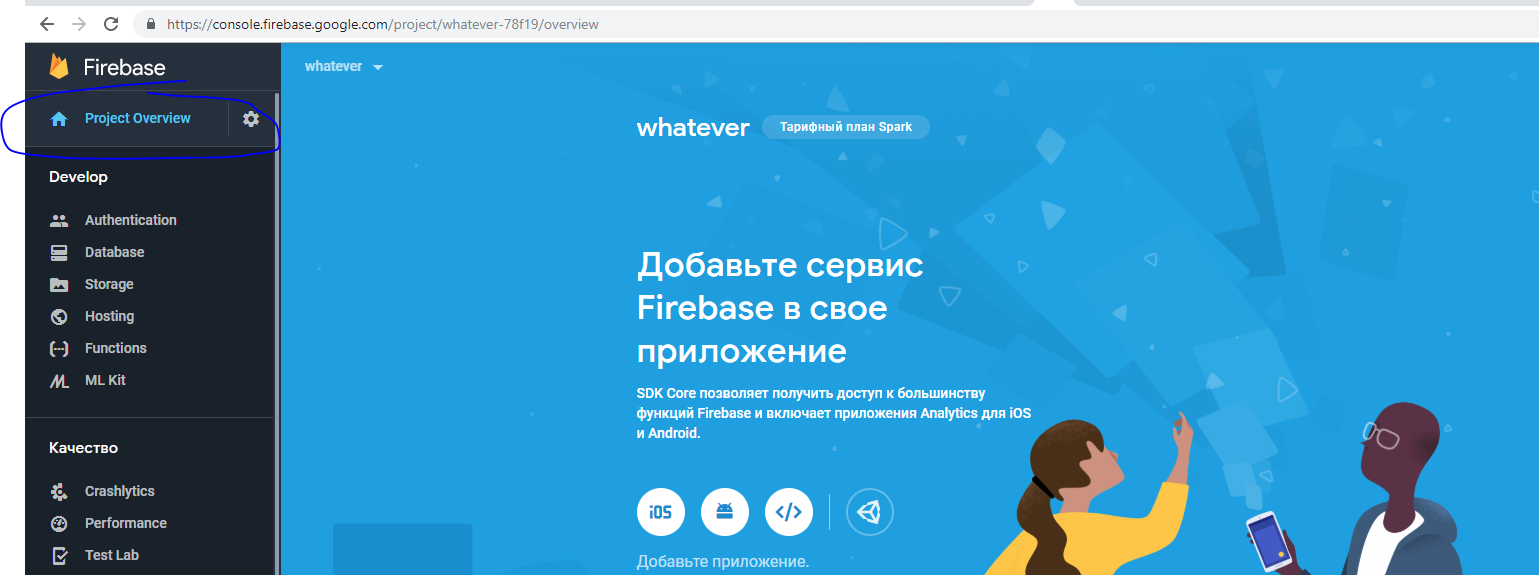 https://console.firebase.google.com/project/whatever-78f19/overview
Firebase
Project Overview
Develop
Authentication
Database
Storage
Hosting
Functions
ML Kit
Качество
Crashlytics
Performance
Test Lab
whatever
whatever
Тарифный план Spark
Добавьте сервис
Firebase в свое
приложение
SDK Core позволяет получить доступ к большинству
функций Firebase и включает приложения Analytics для iOS
и Android.
iOS
Добавьте приложение.